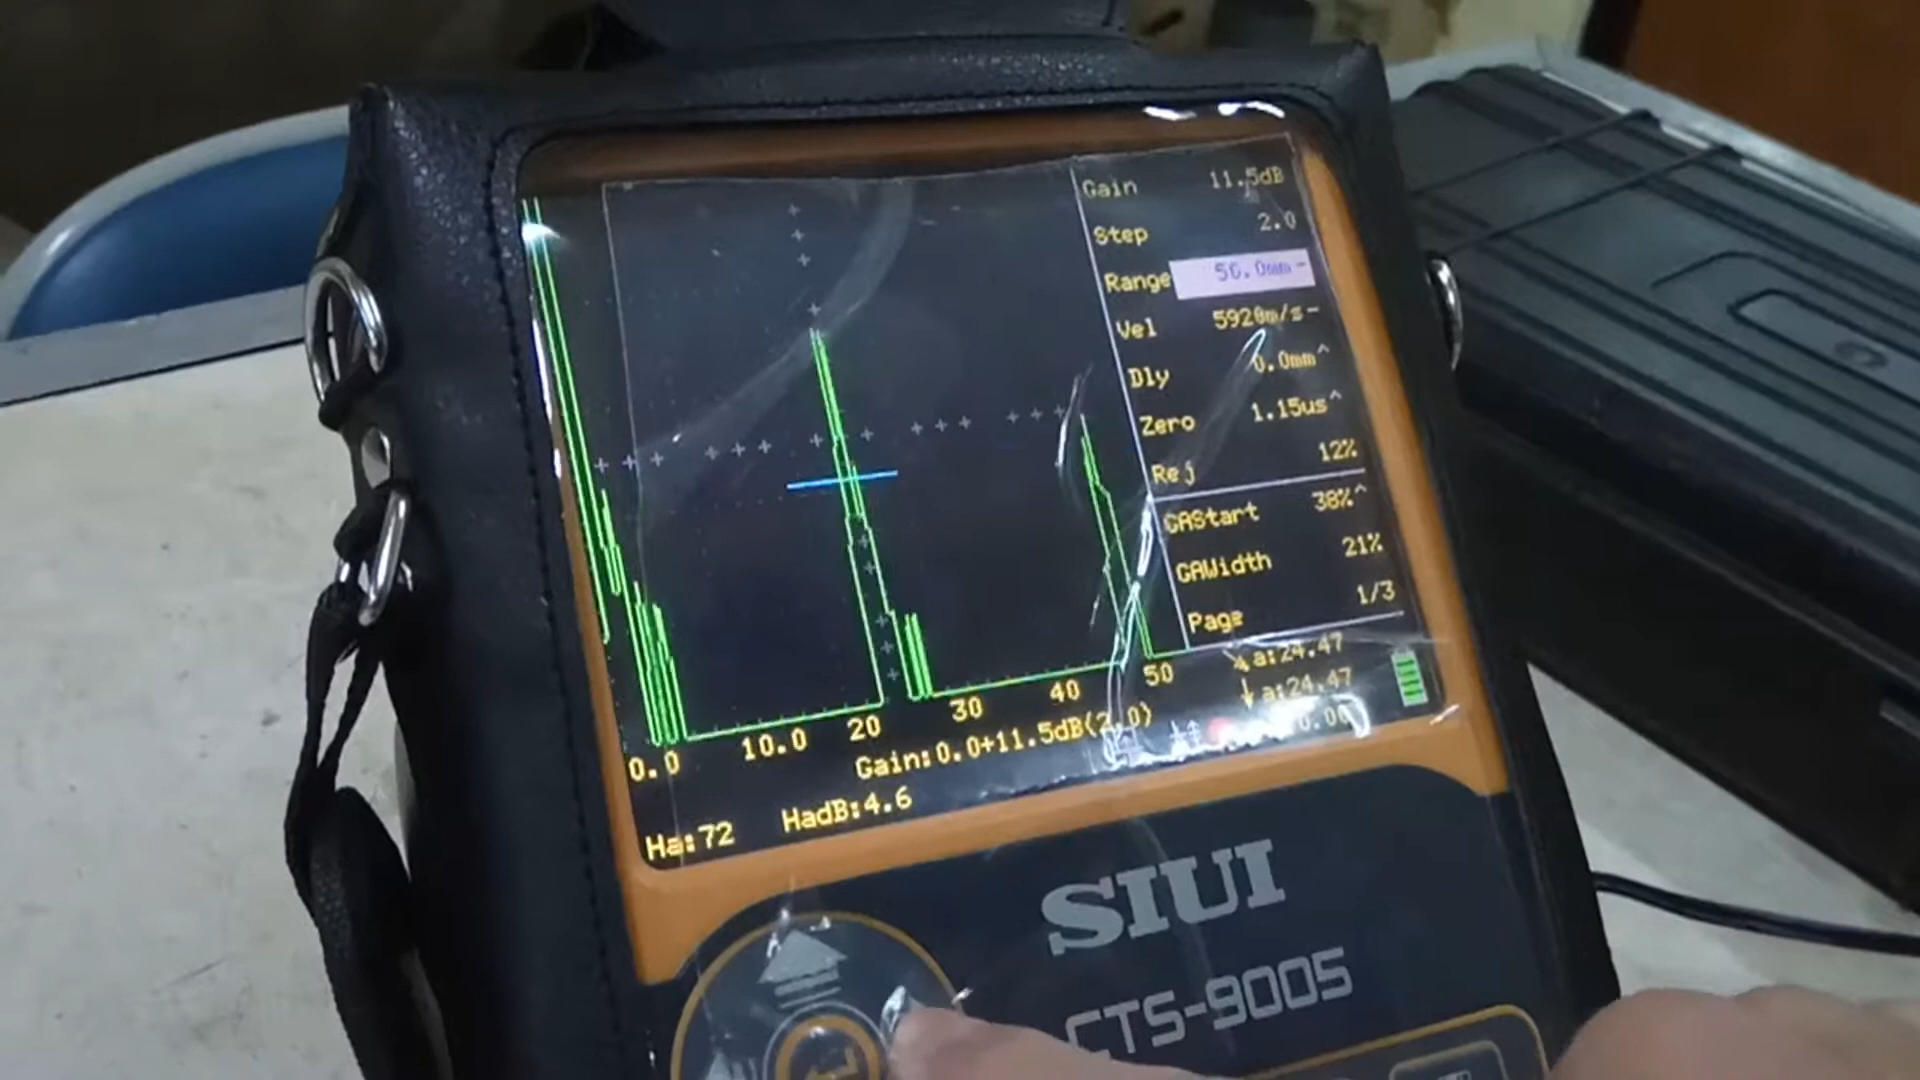 Gain 11.5dB
Step 2.0
Range 50.0mm-
Vel 5920m/s-
Dly 0.0mm^
Zero 1.15us^
Rej 12%
GAStart 38%^
GAWidth 21%
Page 1/3
a:24.47
a:24.47
0.0 10.0 20 30 40 50
Gain:0.0+11.5dB(2.0)
Ha:72 HadB:4.6
SIUI
CTS-9005